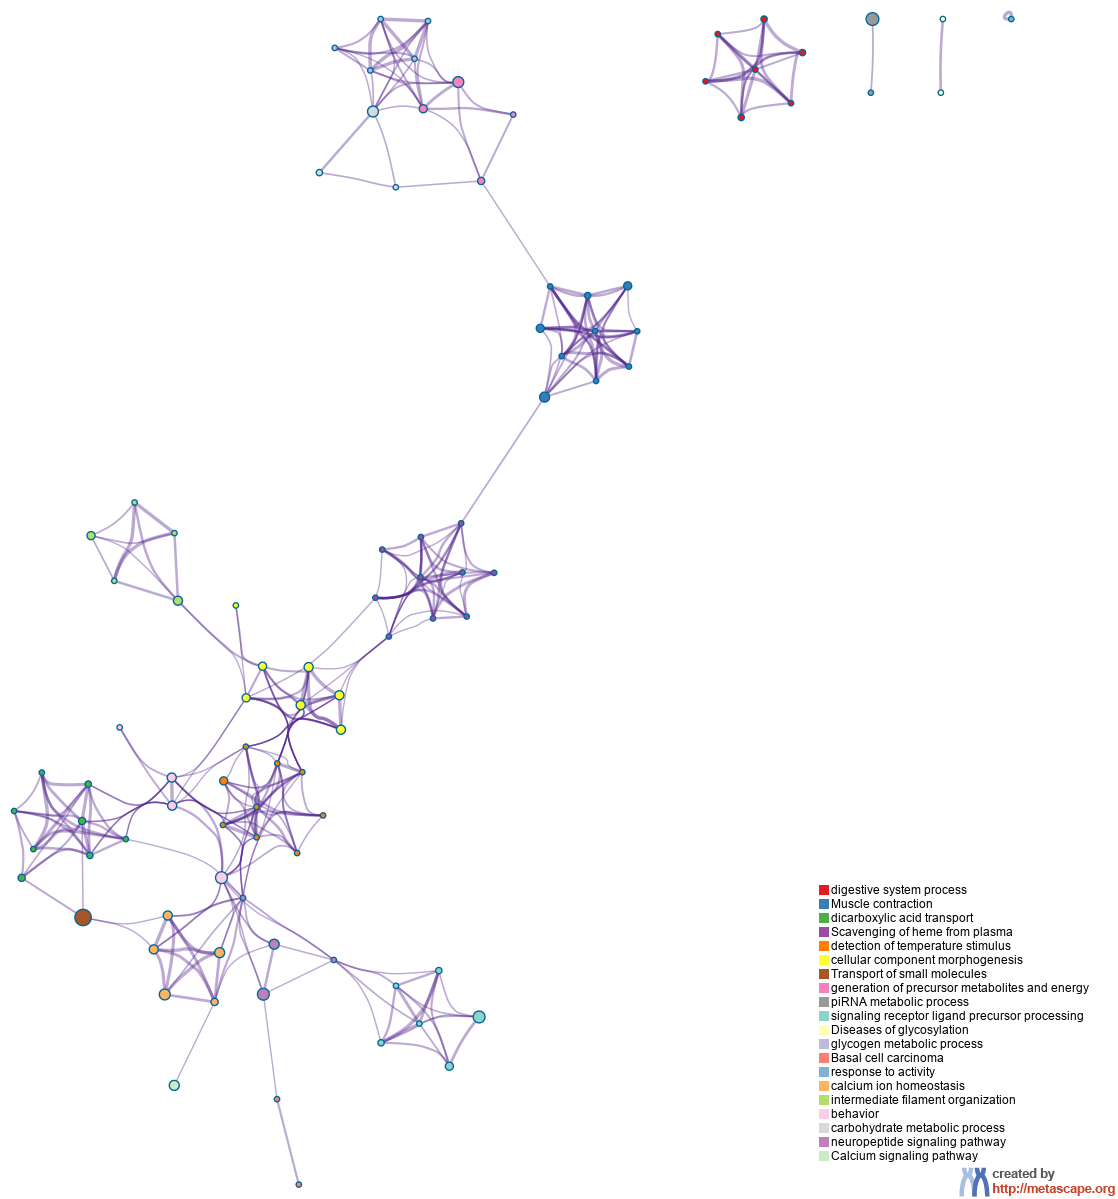 digestive system process
Muscle contraction
dicarboxylic acid transport
Scavenging of heme from plasma
detection of temperature stimulus
cellular component morphogenesis
Transport of small molecules
generation of precursor metabolites and energy
piRNA metabolic process
signaling receptor ligand precursor processing
Diseases of glycosylation
glycogen metabolic process
Basal cell carcinoma
response to activity
calcium ion homeostasis
intermediate filament organization
behavior
carbohydrate metabolic process
neuropeptide signaling pathway
Calcium signaling pathway
created by
http://metascape.org